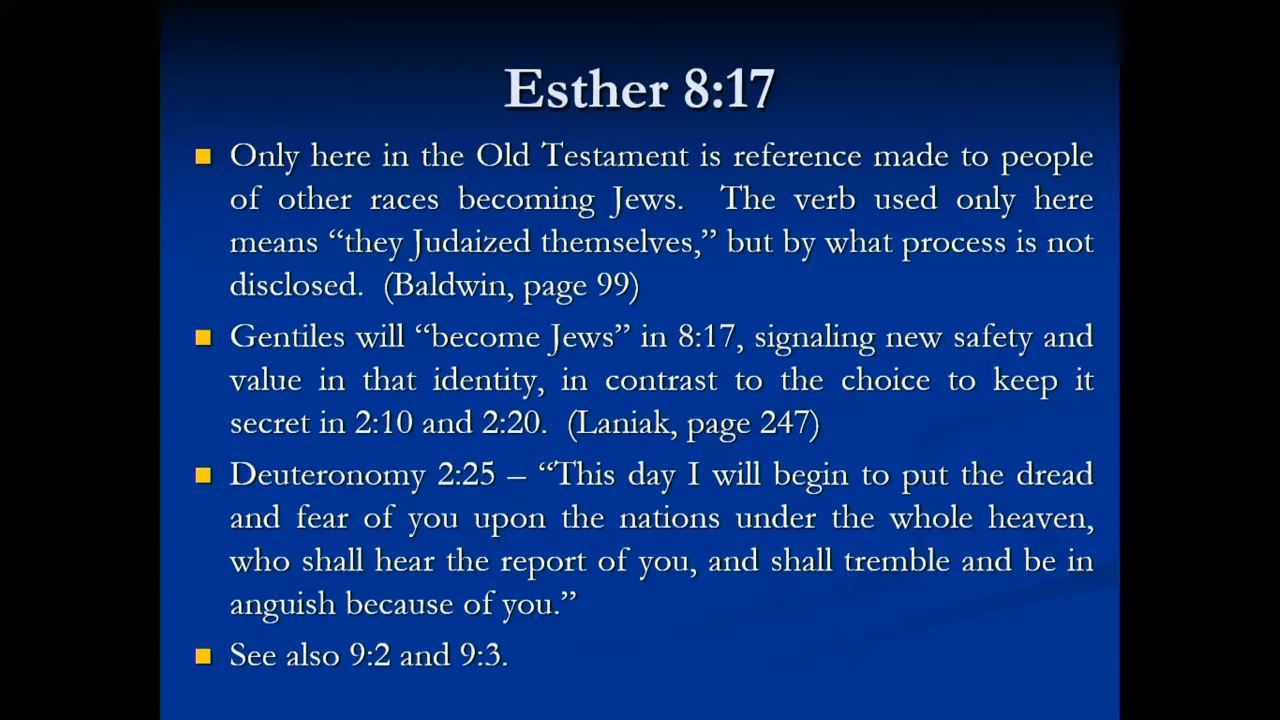 Esther 8:17
Only here in the Old Testament is reference made to people
of other races becoming Jews. The verb used only here
means “they Judaized themselves,” but by what process is not
disclosed. (Baldwin, page 99)
Gentiles will “become Jews” in 8:17, signaling new safety and
value in that identity, in contrast to the choice to keep it
secret in 2:10 and 2:20. (Laniak, page 247)
Deuteronomy 2:25 – “This day I will begin to put the dread
and fear of you upon the nations under the whole heaven,
who shall hear the report of you, and shall tremble and be in
anguish because of you.”
See also 9:2 and 9:3.